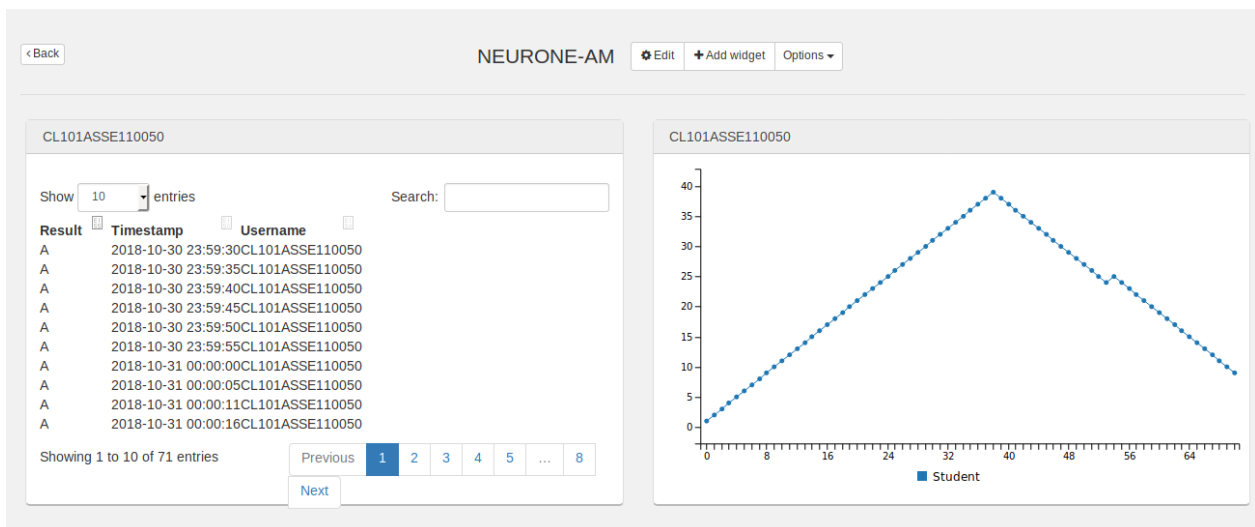 Back
NEURONE-AM
Edit
Add widget
Options
CL101ASSE110050
Show 10 entries
Search:
Result Timestamp Username
A 2018-10-30 23:59:30CL101ASSE110050
A 2018-10-30 23:59:35CL101ASSE110050
A 2018-10-30 23:59:40CL101ASSE110050
A 2018-10-30 23:59:45CL101ASSE110050
A 2018-10-30 23:59:50CL101ASSE110050
A 2018-10-30 23:59:55CL101ASSE110050
A 2018-10-31 00:00:00CL101ASSE110050
A 2018-10-31 00:00:05CL101ASSE110050
A 2018-10-31 00:00:11CL101ASSE110050
A 2018-10-31 00:00:16CL101ASSE110050
Showing 1 to 10 of 71 entries
Previous 1 2 3 4 5 ... 8
Next
CL101ASSE110050
40
35
30
25
20
15
10
5
0
0 8 16 24 32 40 48 56 64
Student